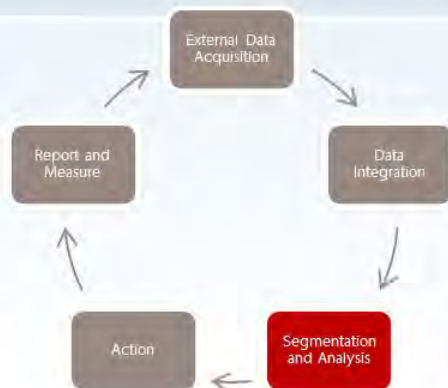 External Data
Acquisition
Data
Integration
Segmentation
and Analysis
Action
Report and
Measure